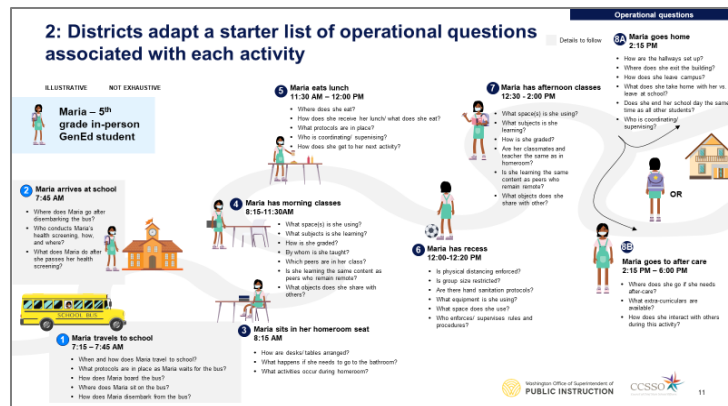 Operational questions
2: Districts adapt a starter list of operational questions
associated with each activity
Details to follow
ILLUSTRATIVE NOT EXHAUSTIVE
Maria – 5th
grade in-person
GenEd student
1
Maria travels to school
7:15 – 7:45 AM
• When and how does Maria travel to school?
• What protocols are in place as Maria waits for the bus?
• How does Maria board the bus?
• Where does Maria sit on the bus?
• How does Maria disembark from the bus?
SCHOOL BUS
2
Maria arrives at school
7:45 AM
• Where does Maria go after
disembarking the bus?
• Who conducts Maria's
health screening, how,
and where?
• What does Maria do after
she passes her health
screening?
3
Maria sits in her homeroom seat
8:15 AM
• How are desks/ tables arranged?
• What happens if she needs to go to the bathroom?
• What activities occur during homeroom?
4
Maria has morning classes
8:15-11:30AM
• What space(s) is she using?
• What subjects is she learning?
• How is she graded?
• By whom is she taught?
• Which peers are in her class?
• Is she learning the same content as
peers who remain remote?
• What objects does she share with
others?
5
Maria eats lunch
11:30 AM – 12:00 PM
• Where does she eat?
• How does she receive her lunch/ what does she eat?
• What protocols are in place?
• Who is coordinating/ supervising?
• How does she get to her next activity?
6
Maria has recess
12:00-12:20 PM
• Is physical distancing enforced?
• Is group size restricted?
• Are there hand sanitation protocols?
• What equipment is she using?
• What space does she use?
• Who enforces/ supervises rules and
procedures?
7
Maria has afternoon classes
12:30 - 2:00 PM
• What space(s) is she using?
• What subjects is she
learning?
• How is she graded?
• Are her classmates and
teacher the same as in
homeroom?
• Is she learning the same
content as peers who
remain remote?
• What objects does she
share with other?
8A
Maria goes home
2:15 PM
• How are the hallways set up?
• Where does she exit the building?
• How does she leave campus?
• What does she take home with her vs.
leave at school?
• Does she end her school day the same
time as all other students?
• Who is coordinating/
supervising?
OR
8B
Maria goes to after care
2:15 PM – 6:00 PM
• Where does she go if she needs
after-care?
• What extra-curriculars are
available?
• How does she interact with others
during this activity?
Washington Office of Superintendent of
PUBLIC INSTRUCTION
CCSSO
11